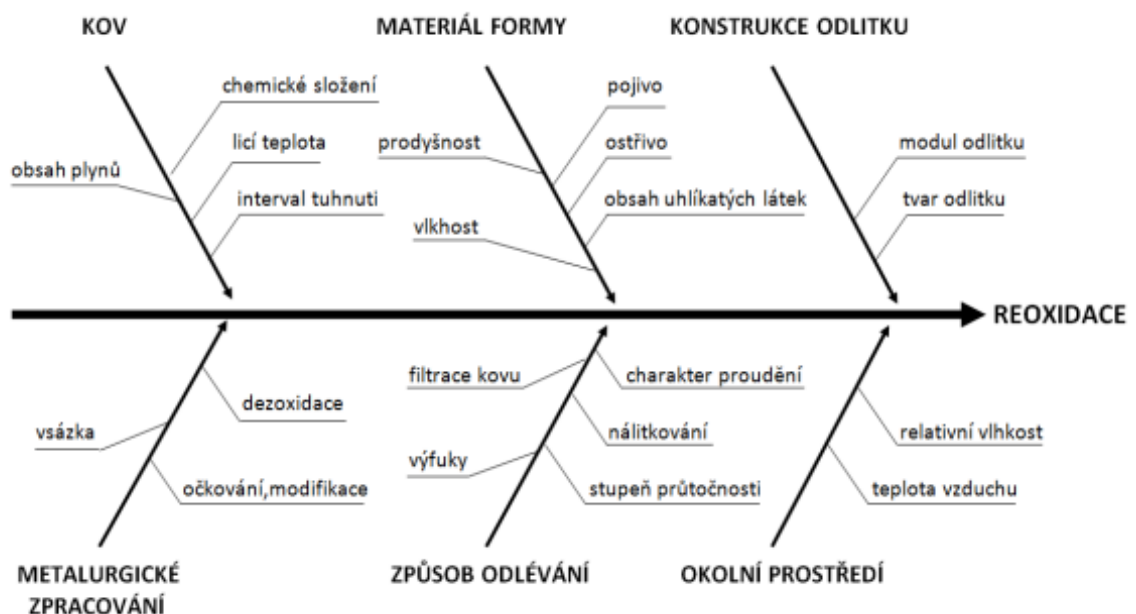 KOV
MATERIÁL FORMY
KONSTRUKCE ODLITKU
chemické složení
pojivo
licí teplota
prodyšnost
ostřivo
modul odlitku
obsah plynů
interval tuhnuti
obsah uhlíkatých látek
tvar odlitku
vlkhost
REOXIDACE
filtrace kovu
charakter proudění
dezoxidace
vsázka
nálitkování
relativní vlhkost
výfuky
očkování,modifikace
stupeň průtočnosti
teplota vzduchu
METALURGICKÉ
ZPRACOVÁNÍ
ZPŮSOB ODLÉVÁNÍ
OKOLNÍ PROSTŘEDÍ